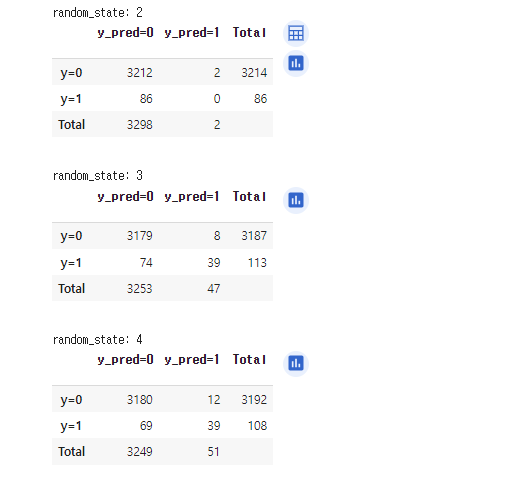 random_state: 2
y_pred=0 y_pred=1 Total
y=0 3212 2 3214
y=1 86 0 86
Total 3298 2
random_state: 3
y_pred=0 y_pred=1 Total
y=0 3179 8 3187
y=1 74 39 113
Total 3253 47
random_state: 4
y_pred=0 y_pred=1 Total
y=0 3180 12 3192
y=1 69 39 108
Total 3249 51